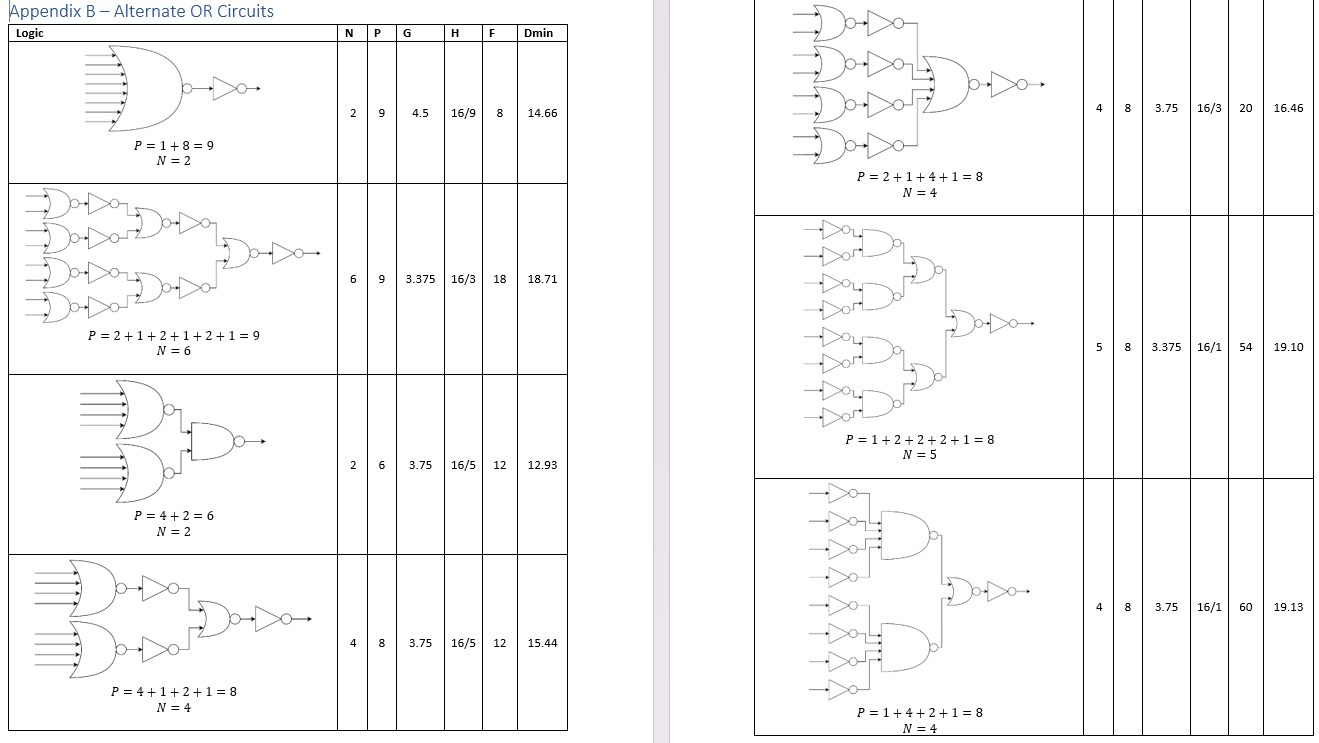 Appendix B – Alternate OR Circuits
Logic N P G H F Dmin
2 9 4.5 16/9 8 14.66
P = 1 + 8 = 9
N = 2
6 9 3.375 16/3 18 18.71
P = 2 + 1 + 2 + 1 + 2 + 1 = 9
N = 6
2 6 3.75 16/5 12 12.93
P = 4 + 2 = 6
N = 2
4 8 3.75 16/5 12 15.44
P = 4 + 1 + 2 + 1 = 8
N = 4
4 8 3.75 16/3 20 16.46
P = 2 + 1 + 4 + 1 = 8
N = 4
5 8 3.375 16/1 54 19.10
P = 1 + 2 + 2 + 2 + 1 = 8
N = 5
4 8 3.75 16/1 60 19.13
P = 1 + 4 + 2 + 1 = 8
N = 4